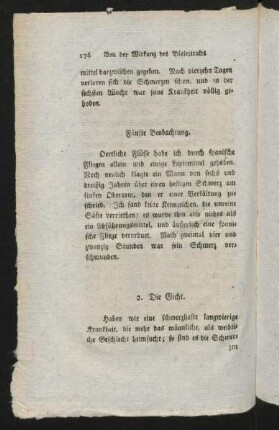 176 Von der Wirkung des Bleiextrakts
mittel darzwischen gegeben. Nach vierzehn Tagen
verloren sich die Schmerzen schon, und in der
sechsten Woche war seine Krankheit völlig ge-
hoben.
Fünfte Beobachtung.
Oertliche Flüsse habe ich durch spanische
Fliegen allein und einige Laxiermittel gehoben.
Noch neulich klagte ein Mann von sechs und
dreißig Jahren über einen heftigen Schmerz am
linken Oberarm, den er einer Verkältung zu-
schrieb. Ich fand keine Kennzeichen, die unreine
Säfte verriethen; es wurde ihm also nichts als
ein Abführungsmittel, und äußerlich eine spani-
sche Fliege verordnet. Nach zweimal vier und
zwanzig Stunden war sein Schmerz ver-
schwunden.
2. Die Gicht.
Haben wir eine schmerzhafte langwierige
Krankheit, die mehr das männliche, als weibli-
che Geschlecht heimsucht; so sind es die Schmer-
zen